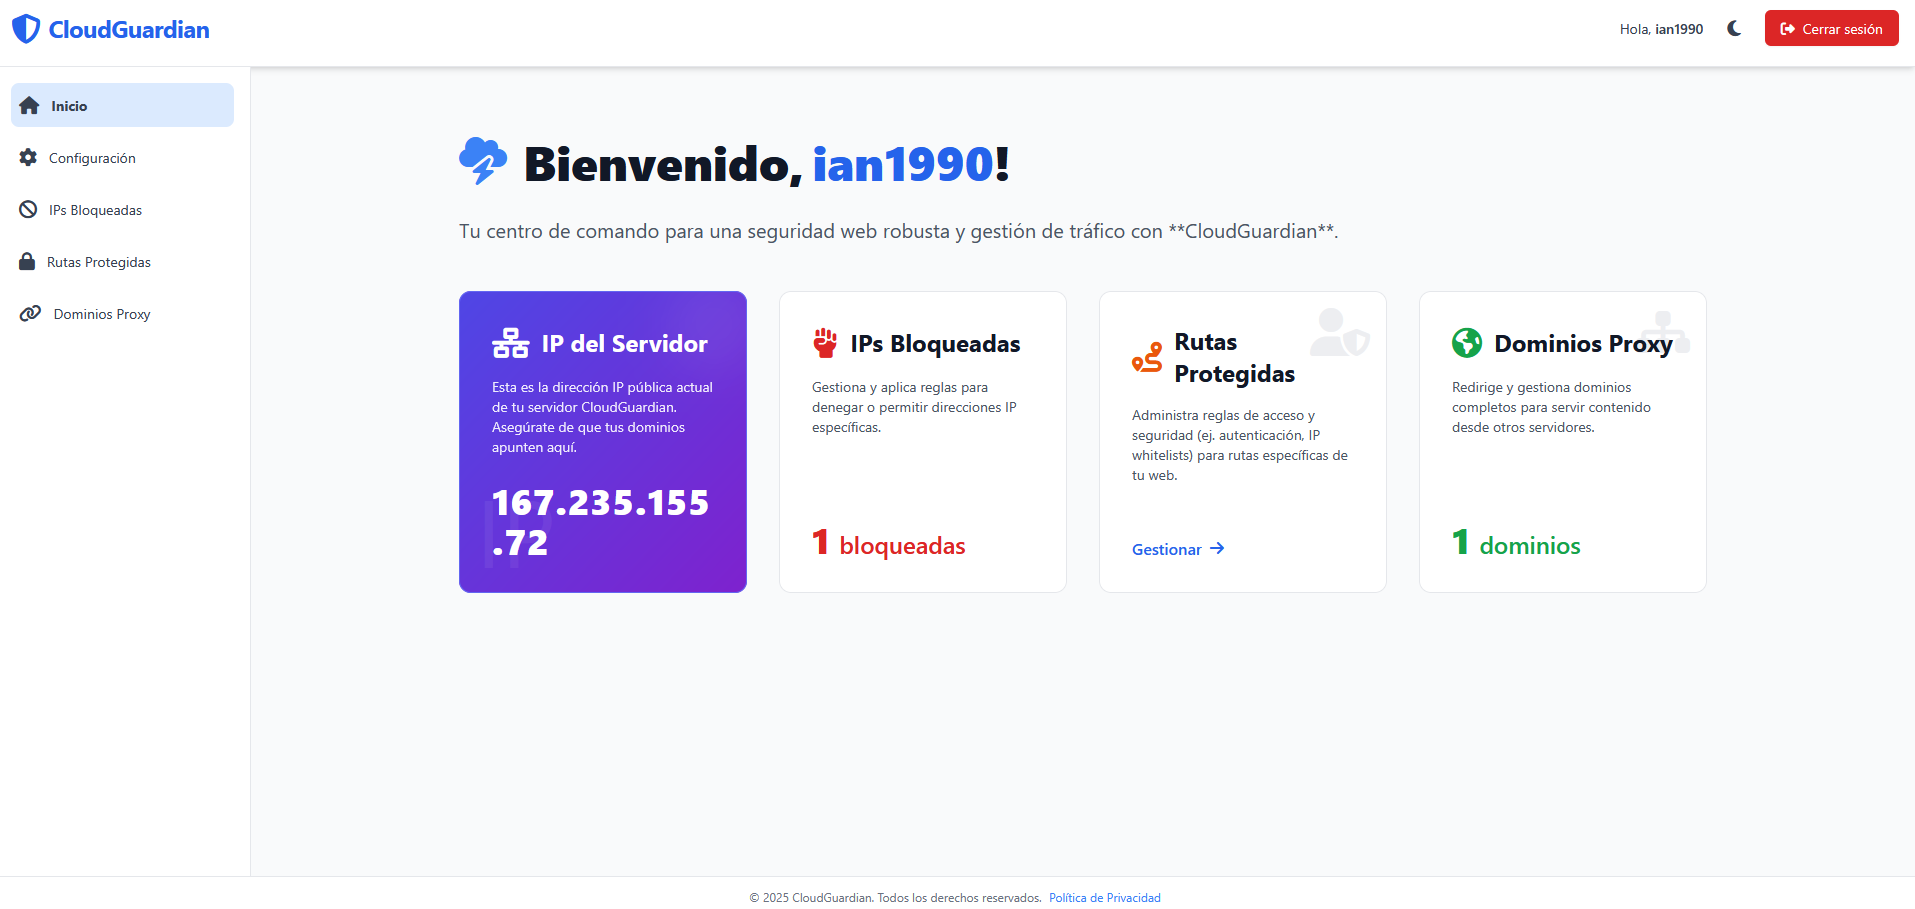 CloudGuardian
Hola, ian1990
Cerrar sesión
Inicio
Configuración
IPs Bloqueadas
Rutas Protegidas
Dominios Proxy
Bienvenido, ian1990!
Tu centro de comando para una seguridad web robusta y gestión de tráfico con **CloudGuardian**.
IP del Servidor
Esta es la dirección IP pública actual
de tu servidor CloudGuardian.
Asegúrate de que tus dominios
apunten aquí.
167.235.155
.72
IPs Bloqueadas
Gestiona y aplica reglas para
denegar o permitir direcciones IP
específicas.
1 bloqueadas
Rutas
Protegidas
Administra reglas de acceso y
seguridad (ej. autenticación, IP
whitelists) para rutas específicas de
tu web.
Gestionar
Dominios Proxy
Redirige y gestiona dominios
completos para servir contenido
desde otros servidores.
1 dominios
© 2025 CloudGuardian. Todos los derechos reservados. Política de Privacidad